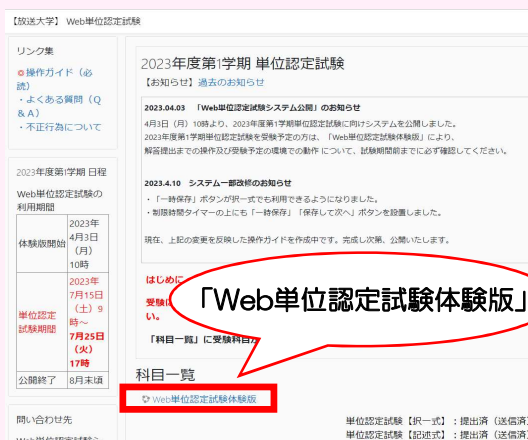 【放送大学】 Web単位認定試験
リンク集
操作ガイド（必
読）
・よくある質問（Q
＆A）
・不正行為について
2023年度第1学期 日程
Web単位認定試験の
利用期間
体験版開始
2023年
4月3日
（月）
10時
単位認定
試験期間
2023年
7月15日
（土）9
時～
7月25日
（火）
17時
公開終了
8月末頃
問い合わせ先
2023年度第1学期 単位認定試験
【お知らせ】過去のお知らせ
2023.04.03 「Web単位認定試験システム公開」のお知らせ
4月3日（月）10時より、2023年度第1学期単位認定試験に向けシステムを公開しました。
2023年度第1学期単位認定試験を受験予定の方は、「Web単位認定試験体験版」により、
解答提出までの操作及び受験予定の環境での動作 について、試験期間前までに必ず確認してください。
2023.4.10 システム一部改修のお知らせ
・「一時保存」ボタンが択一式でも利用できるようになりました。
・制限時間タイマーの上にも「一時保存」「保存して次へ」ボタンを設置しました。
現在、上記の変更を反映した操作ガイドを作成中です。完成し次第、公開いたします。
はじめに
受験
い。
「Web単位認定試験体験版」
「科目一覧」に受験科目
科目一覧
Web単位認定試験体験版
単位認定試験【択一式】：提出済（送信済
単位認定試験【記述式】：提出済（送信済